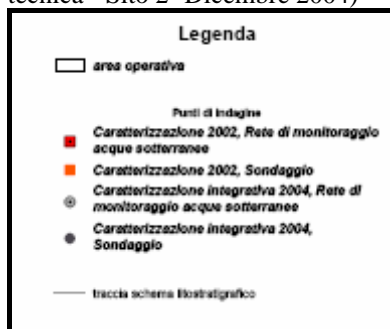 tecnica - Sito 2- Dicembre 2004)
Legenda
area operativa
Punti di Indagine
Caratterizzazione 2002, Rete di monitoraggio
acque sotterranee
Caratterizzazione 2002, Sondaggio
Caratterizzazione integrativa 2004, Rete di
monitoraggio acque sotterranee
Caratterizzazione integrativa 2004,
Sondaggio
traccia schema litostratigrafico